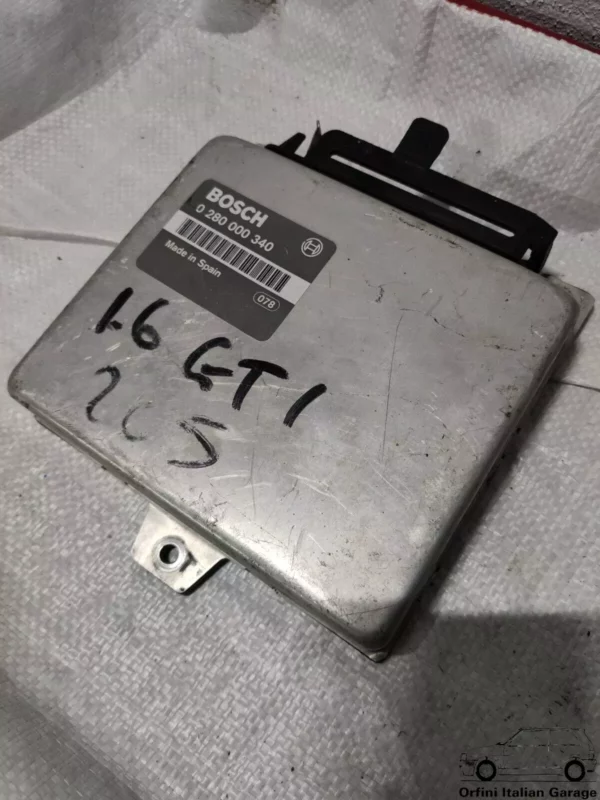 BOSCH
0 280 000 340
Made in Spain
078
1.6 GTI
205
Orfini Italian Garage